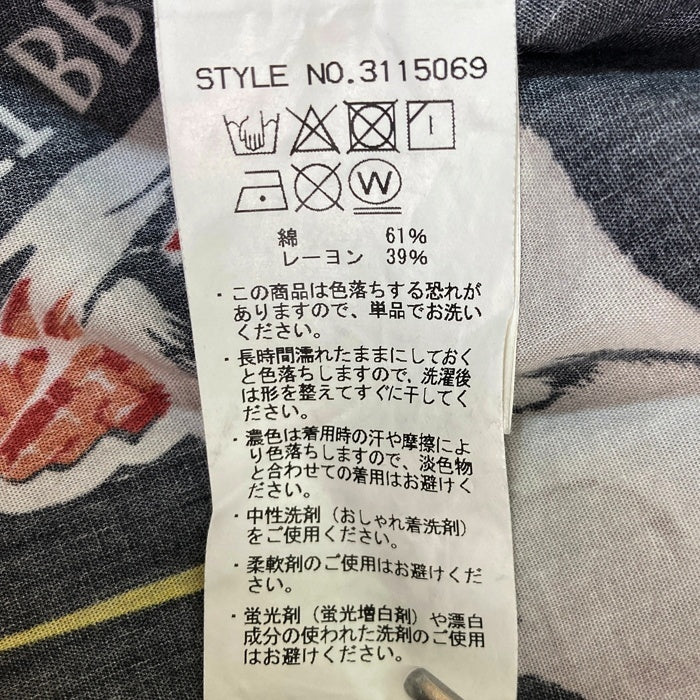 BB
STYLE NO.3115069
W
綿 61%
レーヨン 39%
・この商品は色落ちする恐れが
ありますので、単品でお洗い
ください。
・長時間濡れたままにしておく
と色落ちしますので、洗濯後
は形を整えてすぐに干してく
ださい。
・濃色は着用時の汗や摩擦によ
り色落ちしますので、淡色物
と合わせての着用はお避けく
ださい。
・中性洗剤（おしゃれ着洗剤）
をご使用ください。
・柔軟剤のご使用はお避けくだ
さい。
・蛍光剤（蛍光増白剤）や漂白
成分の使われた洗剤のご使用
はお避けください。